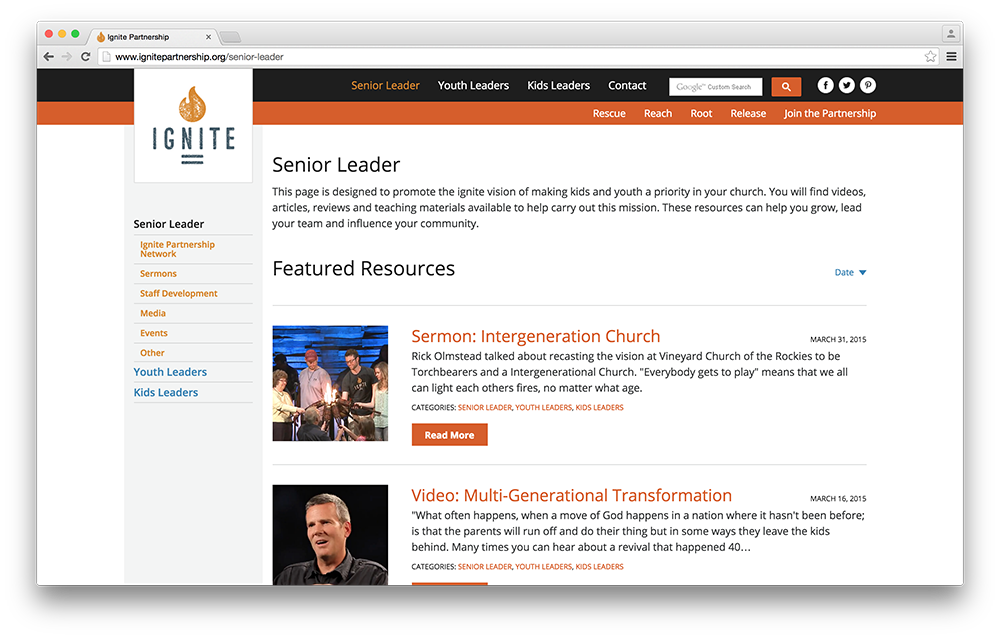 Ignite Partnership
www.ignitepartnership.org/senior-leader
Senior Leader Youth Leaders Kids Leaders Contact Google™ Custom Search
Rescue Reach Root Release Join the Partnership
IGNITE
Senior Leader
Ignite Partnership
Network
Sermons
Staff Development
Media
Events
Other
Youth Leaders
Kids Leaders
Senior Leader
This page is designed to promote the ignite vision of making kids and youth a priority in your church. You will find videos,
articles, reviews and teaching materials available to help carry out this mission. These resources can help you grow, lead
your team and influence your community.
Featured Resources
Date
Sermon: Intergeneration Church
MARCH 31, 2015
Rick Olmstead talked about recasting the vision at Vineyard Church of the Rockies to be
Torchbearers and a Intergenerational Church. "Everybody gets to play" means that we all
can light each others fires, no matter what age.
CATEGORIES: SENIOR LEADER, YOUTH LEADERS, KIDS LEADERS
Read More
Video: Multi-Generational Transformation
MARCH 16, 2015
"What often happens, when a move of God happens in a nation where it hasn't been before;
is that the parents will run off and do their thing but in some ways they leave the kids
behind. Many times you can hear about a revival that happened 40…
CATEGORIES: SENIOR LEADER, YOUTH LEADERS, KIDS LEADERS